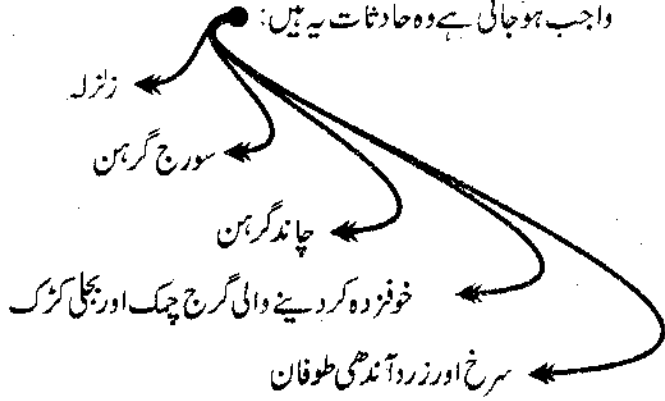 واجب ہو جاتی ہے وہ حادثات یہ ہیں:
زلزلہ
سورج گرہن
چاند گرہن
خوفزدہ کر دینے والی گرج چمک اور بجلی کڑک
سرخ اور زرد آندھی طوفان